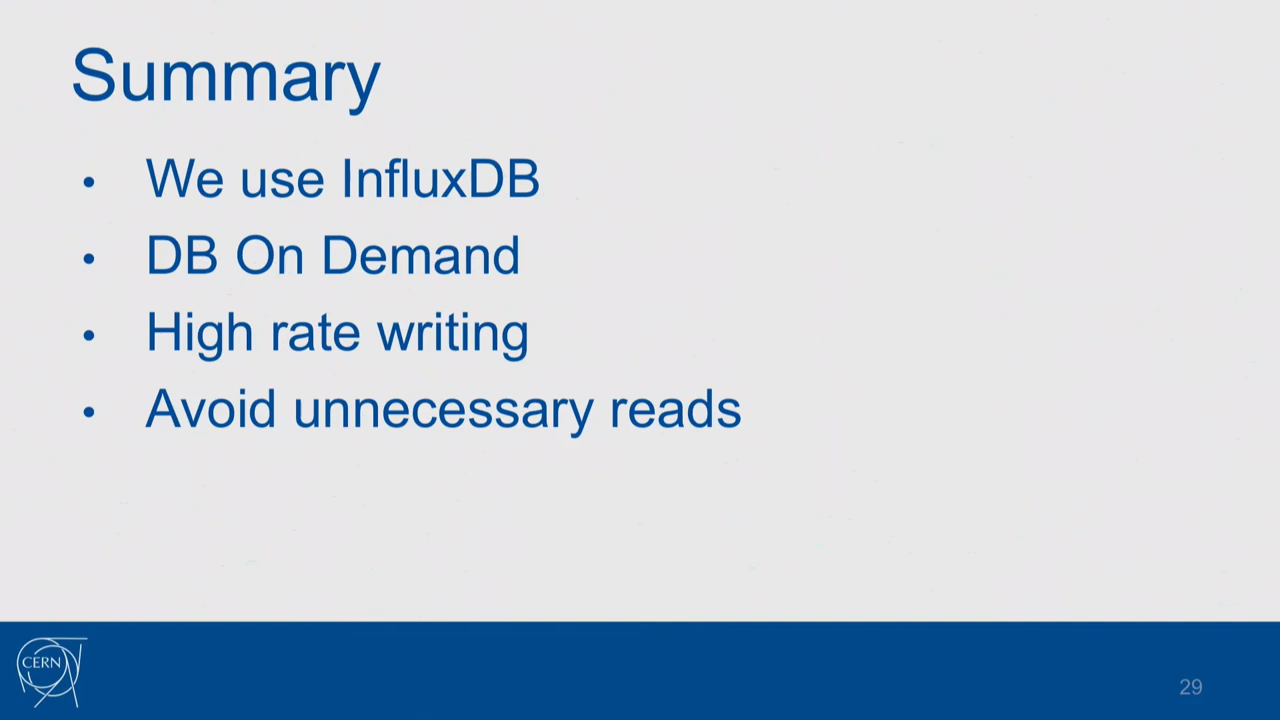 Summary
• We use InfluxDB
• DB On Demand
• High rate writing
• Avoid unnecessary reads
CERN
29